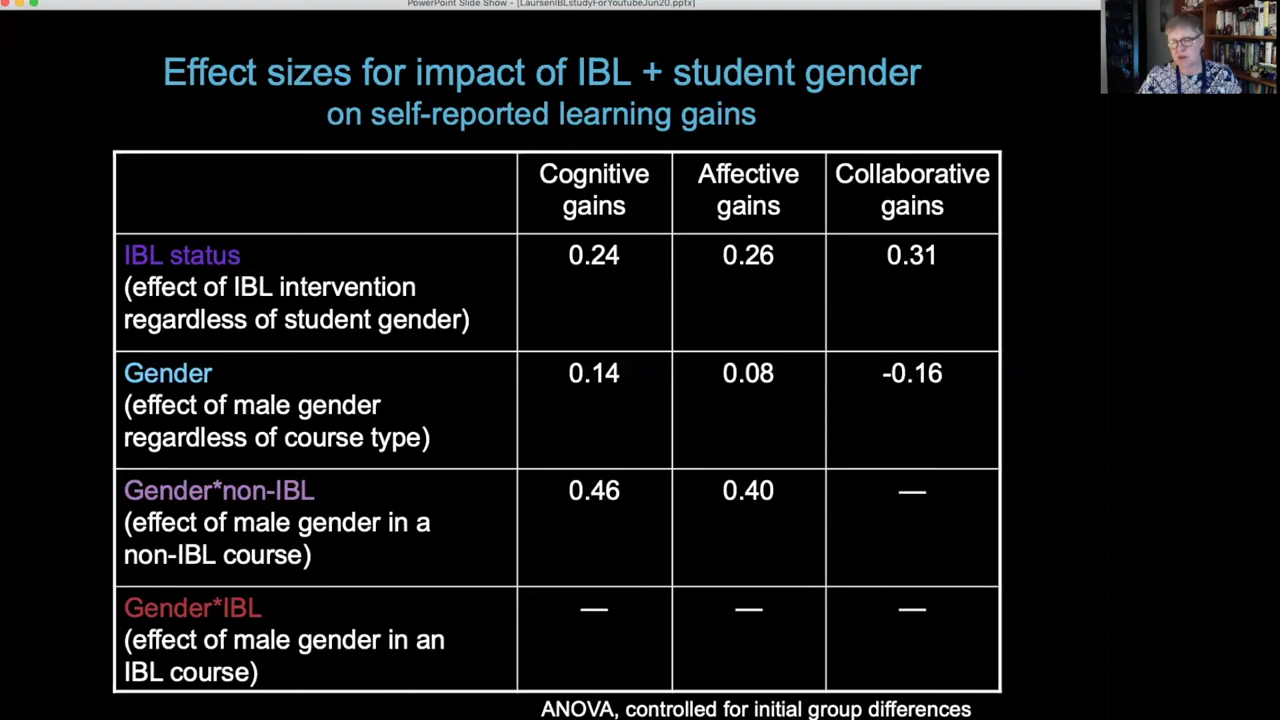 PowerPoint Slide Show - [LaursenIBLstudyForYoutubeJun20.pptx]
Effect sizes for impact of IBL + student gender
on self-reported learning gains
Cognitive gains
Affective gains
Collaborative gains
IBL status
(effect of IBL intervention
regardless of student gender)
0.24
0.26
0.31
Gender
(effect of male gender
regardless of course type)
0.14
0.08
-0.16
Gender*non-IBL
(effect of male gender in a
non-IBL course)
0.46
0.40
—
Gender*IBL
(effect of male gender in an
IBL course)
—
—
—
ANOVA, controlled for initial group differences